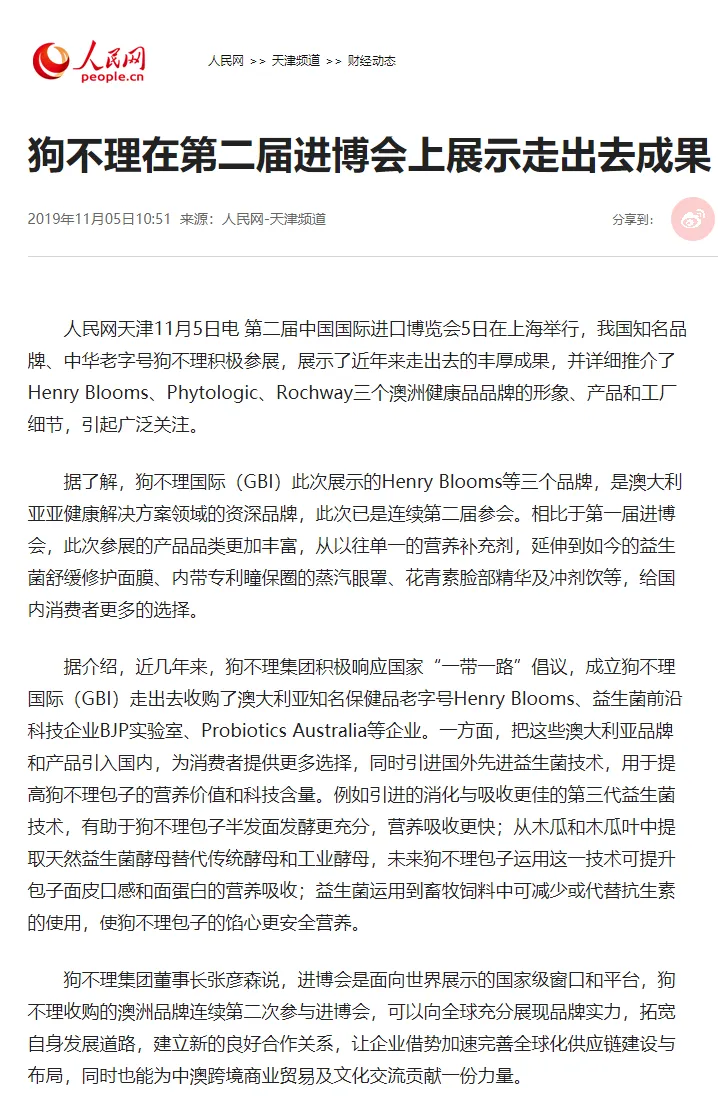 人民网
people.cn
人民网 >> 天津频道 >> 财经动态
狗不理在第二届进博会上展示走出去成果
2019年11月05日10:51 来源：人民网-天津频道
分享到：
人民网天津11月5日电 第二届中国国际进口博览会5日在上海举行，我国知名品
牌、中华老字号狗不理积极参展，展示了近年来走出去的丰厚成果，并详细推介了
Henry Blooms、Phytologic、Rochway三个澳洲健康品品牌的形象、产品和工厂
细节，引起广泛关注。
据了解，狗不理国际（GBI）此次展示的Henry Blooms等三个品牌，是澳大利
亚亚健康解决方案领域的资深品牌，此次已是连续第二届参会。相比于第一届进博
会，此次参展的产品品类更加丰富，从以往单一的营养补充剂，延伸到如今的益生
菌舒缓修护面膜、内带专利瞳保圈的蒸汽眼罩、花青素脸部精华及冲剂饮等，给国
内消费者更多的选择。
据介绍，近几年来，狗不理集团积极响应国家“一带一路”倡议，成立狗不理
国际（GBI）走出去收购了澳大利亚知名保健品老字号Henry Blooms、益生菌前沿
科技企业BJP实验室、Probiotics Australia等企业。一方面，把这些澳大利亚品牌
和产品引入国内，为消费者提供更多选择，同时引进国外先进益生菌技术，用于提
高狗不理包子的营养价值和科技含量。例如引进的消化与吸收更佳的第三代益生菌
技术，有助于狗不理包子半发面发酵更充分，营养吸收更快；从木瓜和木瓜叶中提
取天然益生菌酵母替代传统酵母和工业酵母，未来狗不理包子运用这一技术可提升
包子面皮口感和面蛋白的营养吸收；益生菌运用到畜牧饲料中可减少或代替抗生素
的使用，使狗不理包子的馅心更安全营养。
狗不理集团董事长张彦森说，进博会是面向世界展示的国家级窗口和平台，狗
不理收购的澳洲品牌连续第二次参与进博会，可以向全球充分展现品牌实力，拓宽
自身发展道路，建立新的良好合作关系，让企业借势加速完善全球化供应链建设与
布局，同时也能为中澳跨境商业贸易及文化交流贡献一份力量。